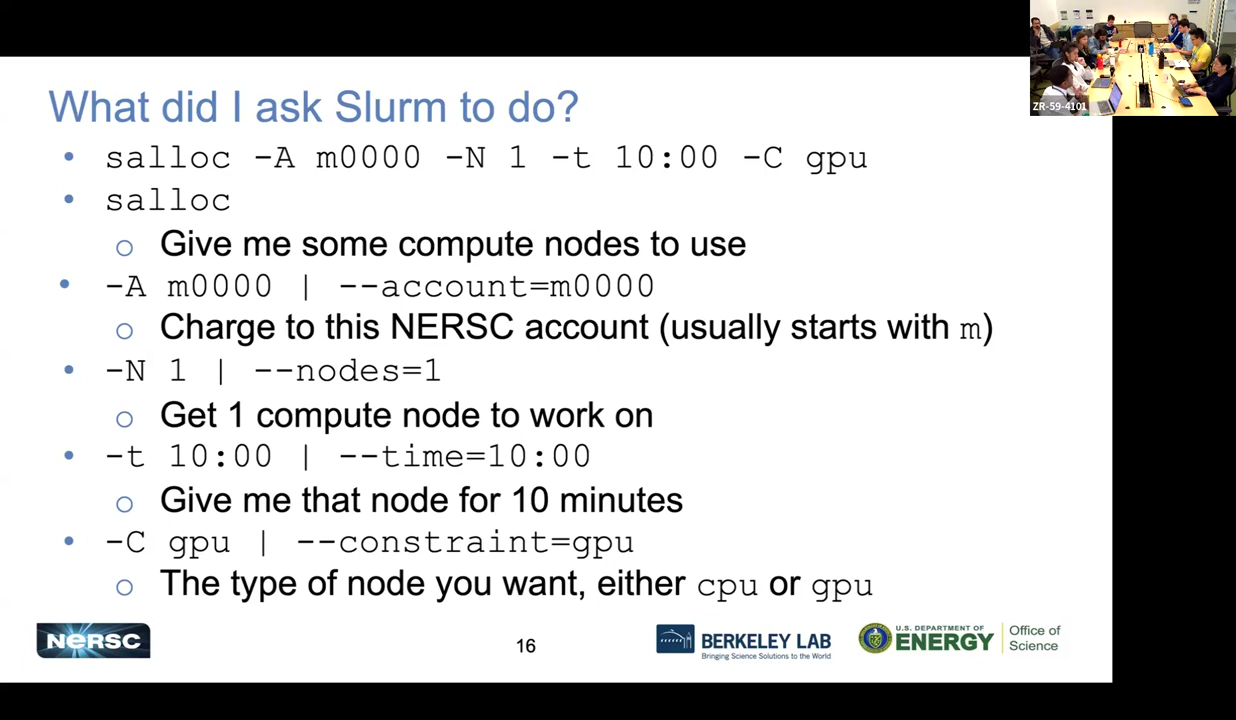 What did I ask Slurm to do?
• salloc -A m0000 -N 1 -t 10:00 -C gpu
• salloc
o Give me some compute nodes to use
• -A m0000 | --account=m0000
o Charge to this NERSC account (usually starts with m)
• -N 1 | --nodes=1
o Get 1 compute node to work on
• -t 10:00 | --time=10:00
o Give me that node for 10 minutes
• -C gpu | --constraint=gpu
o The type of node you want, either cpu or gpu
NERSC
16
BERKELEY LAB
Bringing Science Solutions to the World
U.S. DEPARTMENT OF
ENERGY
Office of
Science
ZR-59-4101